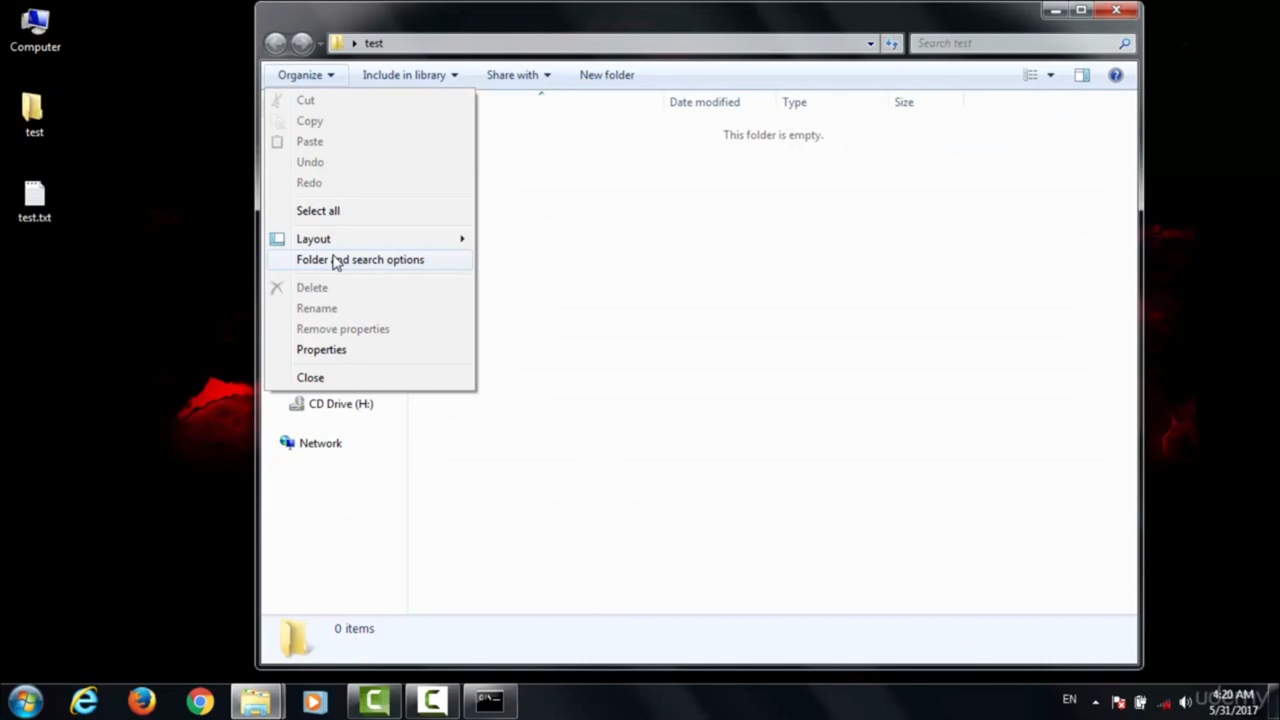 Computer
test
test.txt
test
Search test
Organize
Include in library
Share with
New folder
Cut
Copy
Paste
Undo
Redo
Select all
Layout
Folder and search options
Delete
Rename
Remove properties
Properties
Close
Date modified
Type
Size
This folder is empty.
CD Drive (H:)
Network
0 items
EN
4:20 AM
5/31/2017
udemy